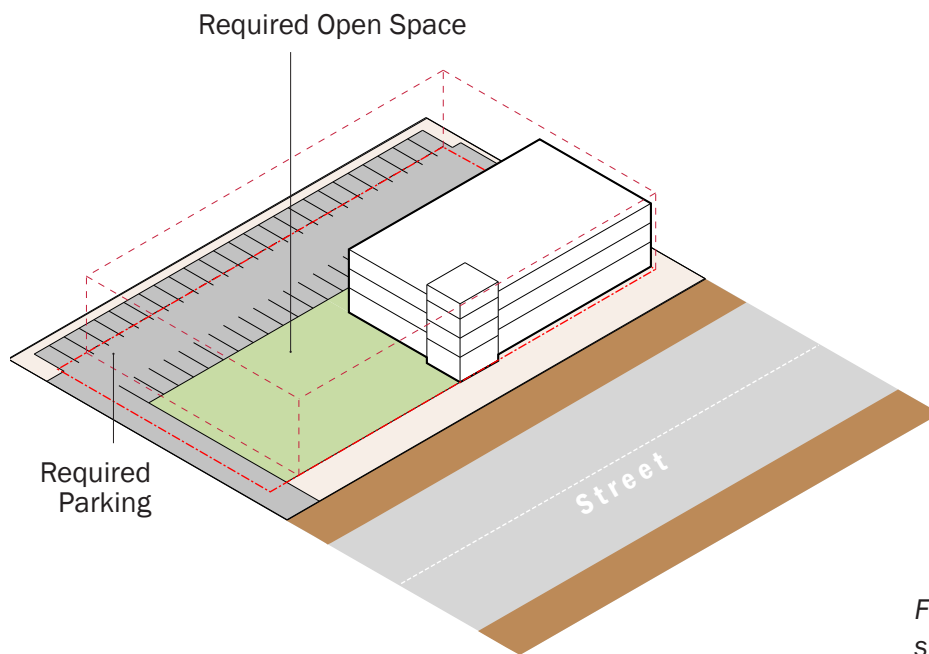 Required Open Space
Required
Parking
Street
F
s